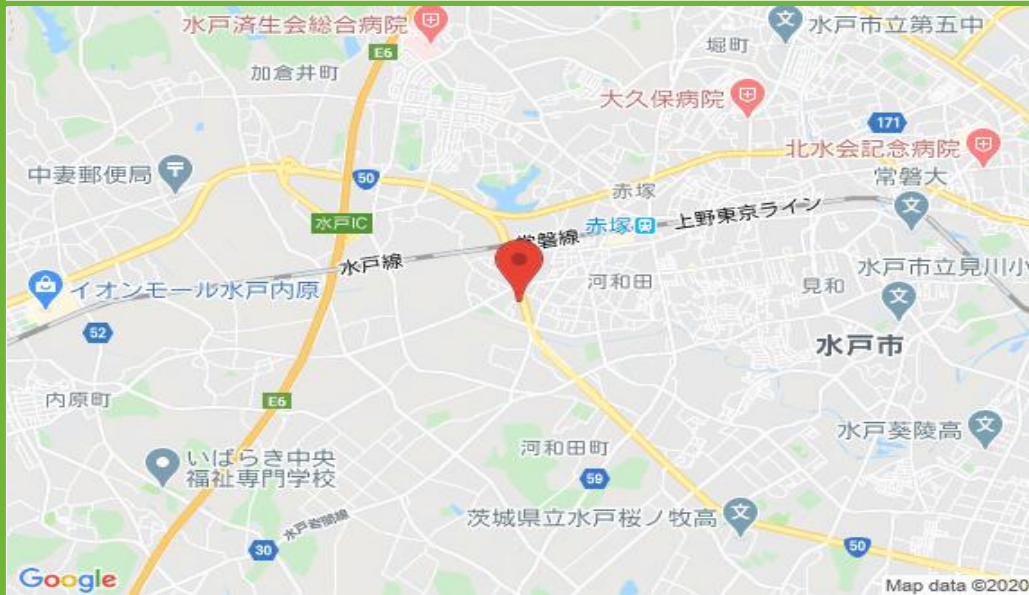 水戸済生会総合病院
水戸市立第五中
堀町
E6
加倉井町
大久保病院
171
北水会記念病院
中妻郵便局
50
赤塚
常磐大
水戸IC
赤塚
上野東京ライン
常磐線
水戸線
水戸市立見川小
イオンモール水戸内原
河和田
見和
52
水戸市
内原町
E6
水戸葵陵高
河和田町
いばらき中央
福祉専門学校
59
茨城県立水戸桜ノ牧高
水戸岩間線
30
50
Google
Map data ©2020